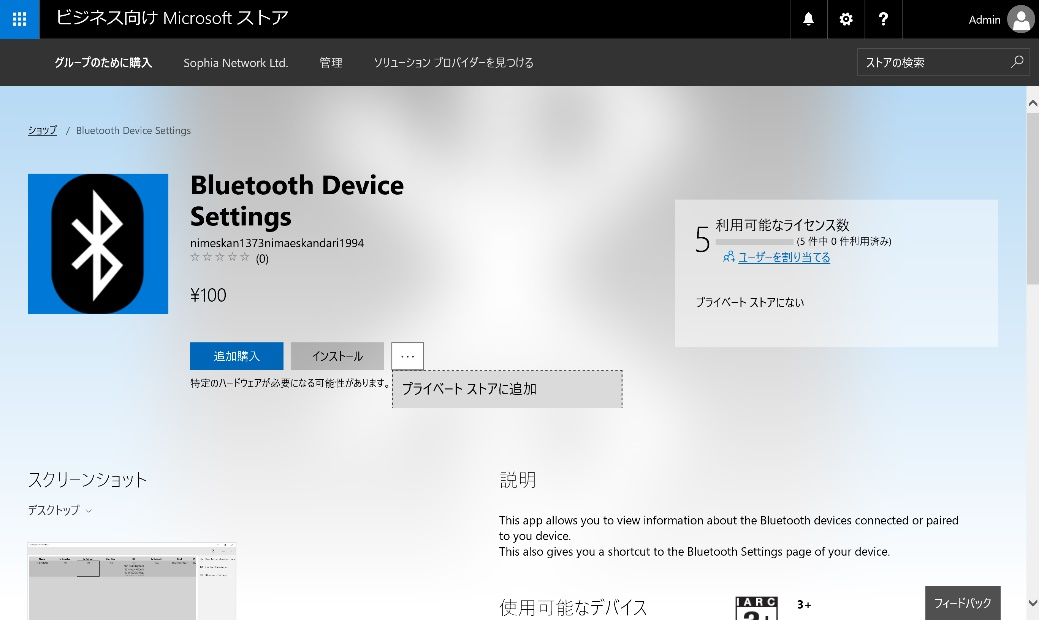 ビジネス向け Microsoft ストア
?
Admin
グループのために購入
Sophia Network Ltd.
管理
ソリューション プロバイダーを見つける
ストアの検索
ショップ / Bluetooth Device Settings
Bluetooth Device
Settings
nimeskan1373nimaeskandari1994
☆☆☆☆☆ (0)
¥100
5 利用可能なライセンス数
(5 件中 0 件利用済み)
ユーザーを割り当てる
プライベート ストアにない
追加購入
インストール
...
特定のハードウェアが必要になる可能性があります。
プライベート ストアに追加
スクリーンショット
デスクトップ
説明
This app allows you to view information about the Bluetooth devices connected or paired
to you device.
This also gives you a shortcut to the Bluetooth Settings page of your device.
使用可能なデバイス
IARC
3+
3+
フィードバック